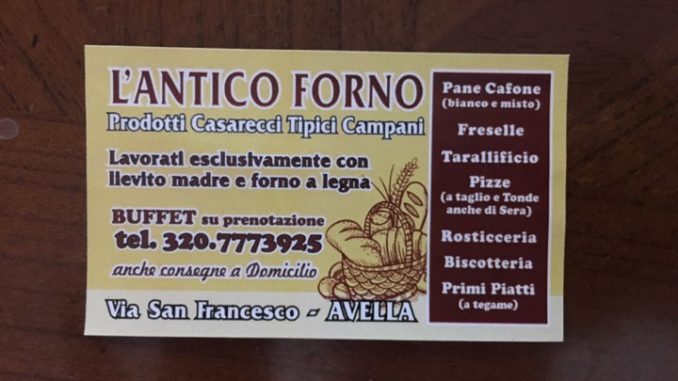 L'ANTICO FORNO
Prodotti Casarecci Tipici Campani
Lavorati esclusivamente con
lievito madre e forno a legna
BUFFET su prenotazione
tel. 320.7773925
anche consegne a Domicilio
Via San Francesco - AVELLA
Pane Cafone
(bianco e misto)
Freselle
Tarallificio
Pizze
(a taglio e Tonde
anche di Sera)
Rosticceria
Biscotteria
Primi Piatti
(a tegame)